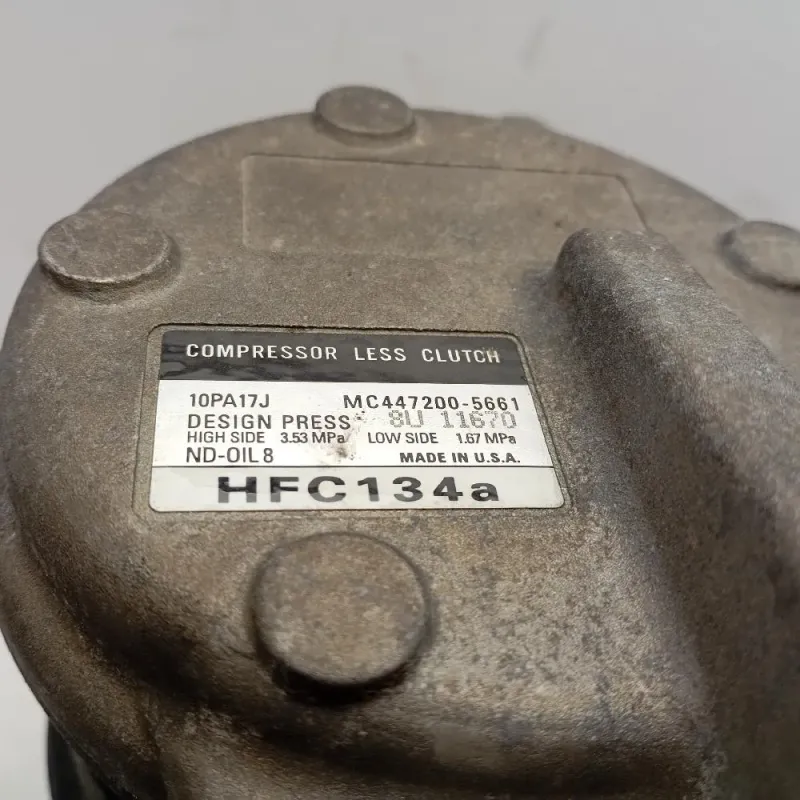 COMPRESSOR LESS CLUTCH
10PA17J MC447200-5661
DESIGN PRESS 8U 11670
HIGH SIDE 3.53 MPa LOW SIDE 1.67 MPa
ND-OIL 8 MADE IN U.S.A.
HFC134a